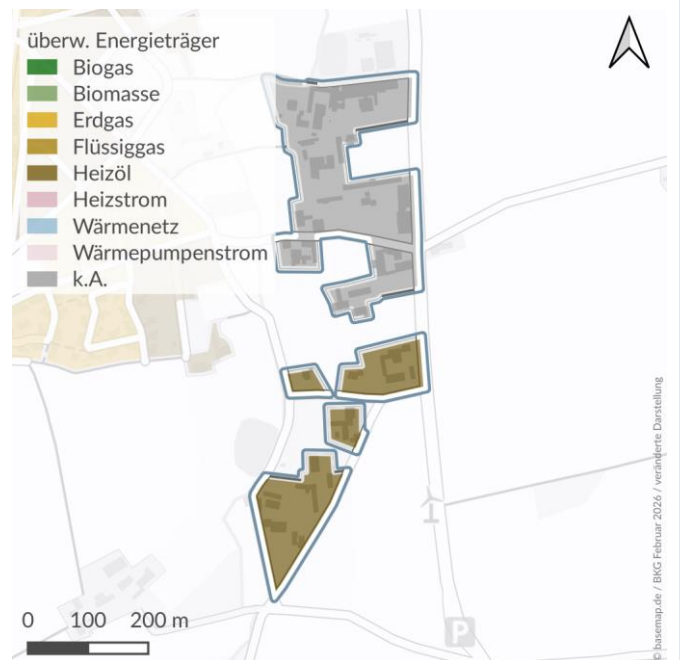 überw. Energieträger
Biogas
Biomasse
Erdgas
Flüssiggas
Heizöl
Heizstrom
Wärmenetz
Wärmepumpenstrom
k.A.
0 100 200 m
P
© basemap.de / BKG Februar 2026 / veränderte Darstellung